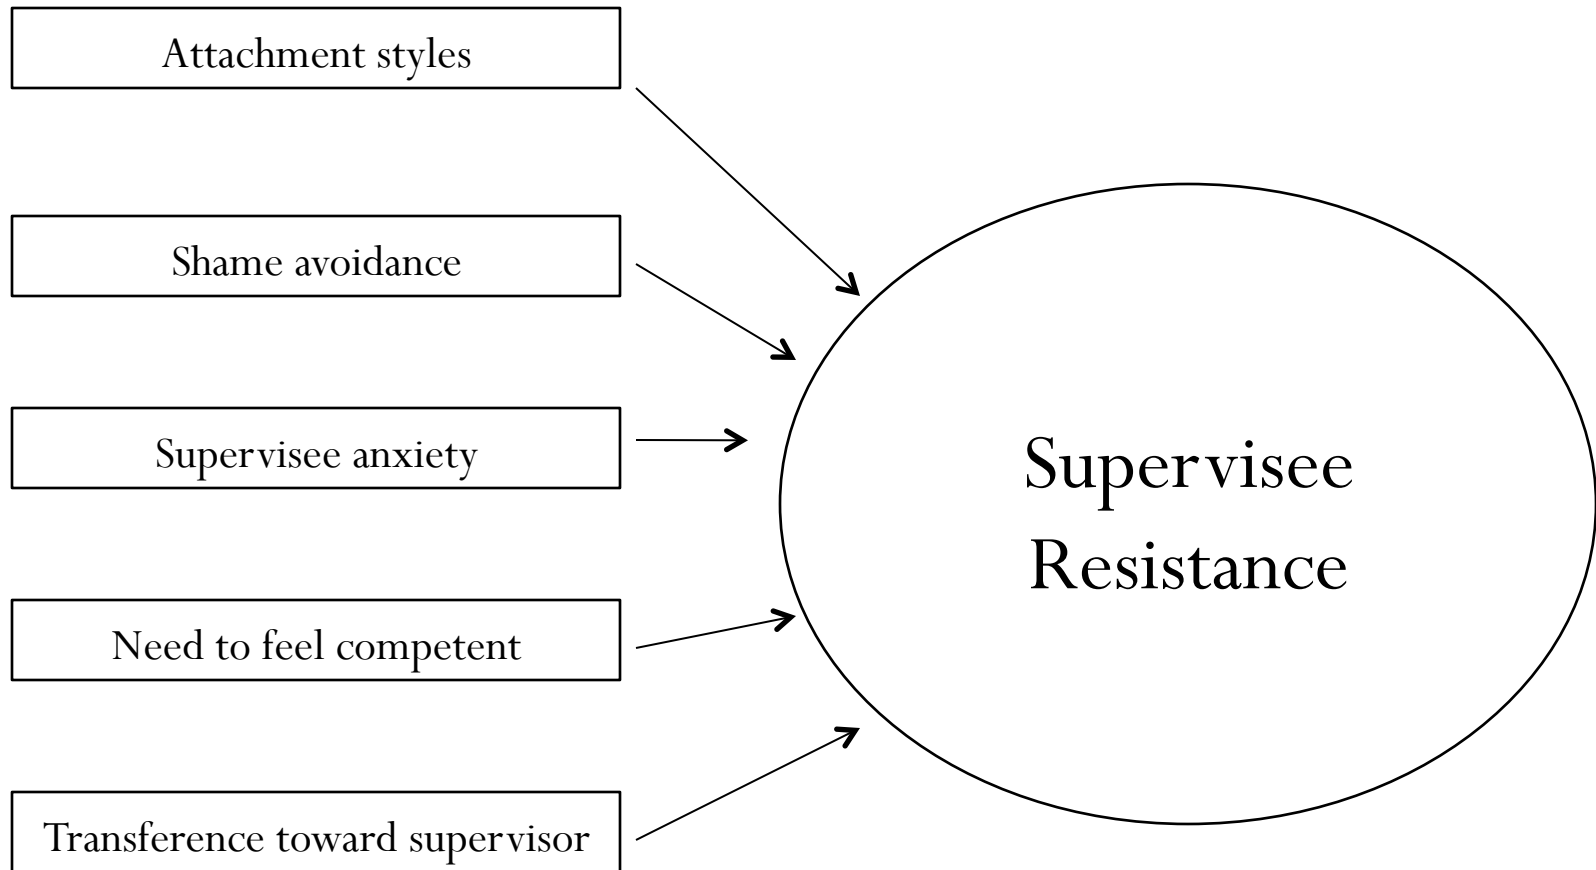 Attachment styles
Shame avoidance
Supervisee anxiety
Need to feel competent
Transference toward supervisor
Supervisee
Resistance